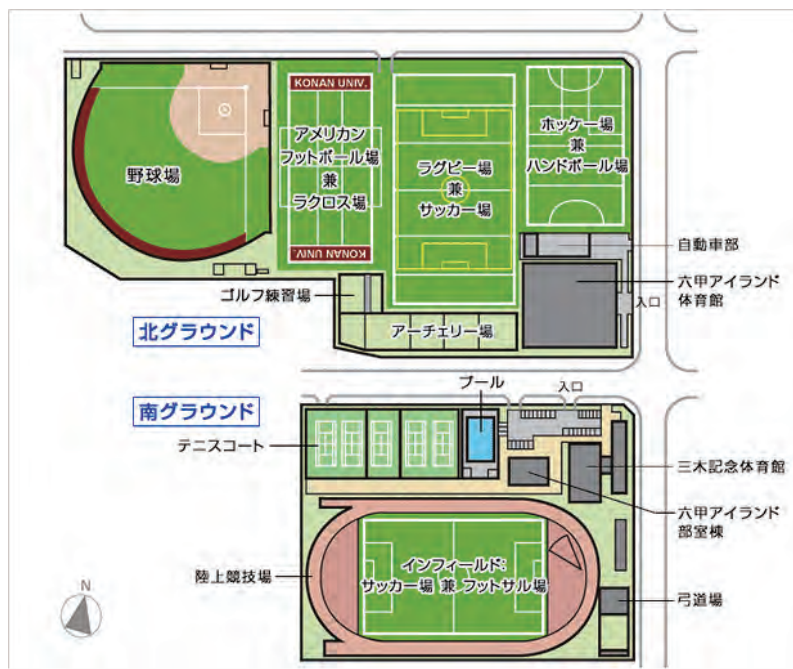 KONAN UNIV.
野球場
アメリカン
フットボール場
兼
ラクロス場
KONAN UNIV.
ラグビー場
兼
サッカー場
ホッケー場
兼
ハンドボール場
自動車部
六甲アイランド
体育館
入口
ゴルフ練習場
アーチェリー場
北グラウンド
南グラウンド
プール
入口
テニスコート
三木記念体育館
六甲アイランド
部室棟
陸上競技場
インフィールド:
サッカー場 兼 フットサル場
弓道場
N